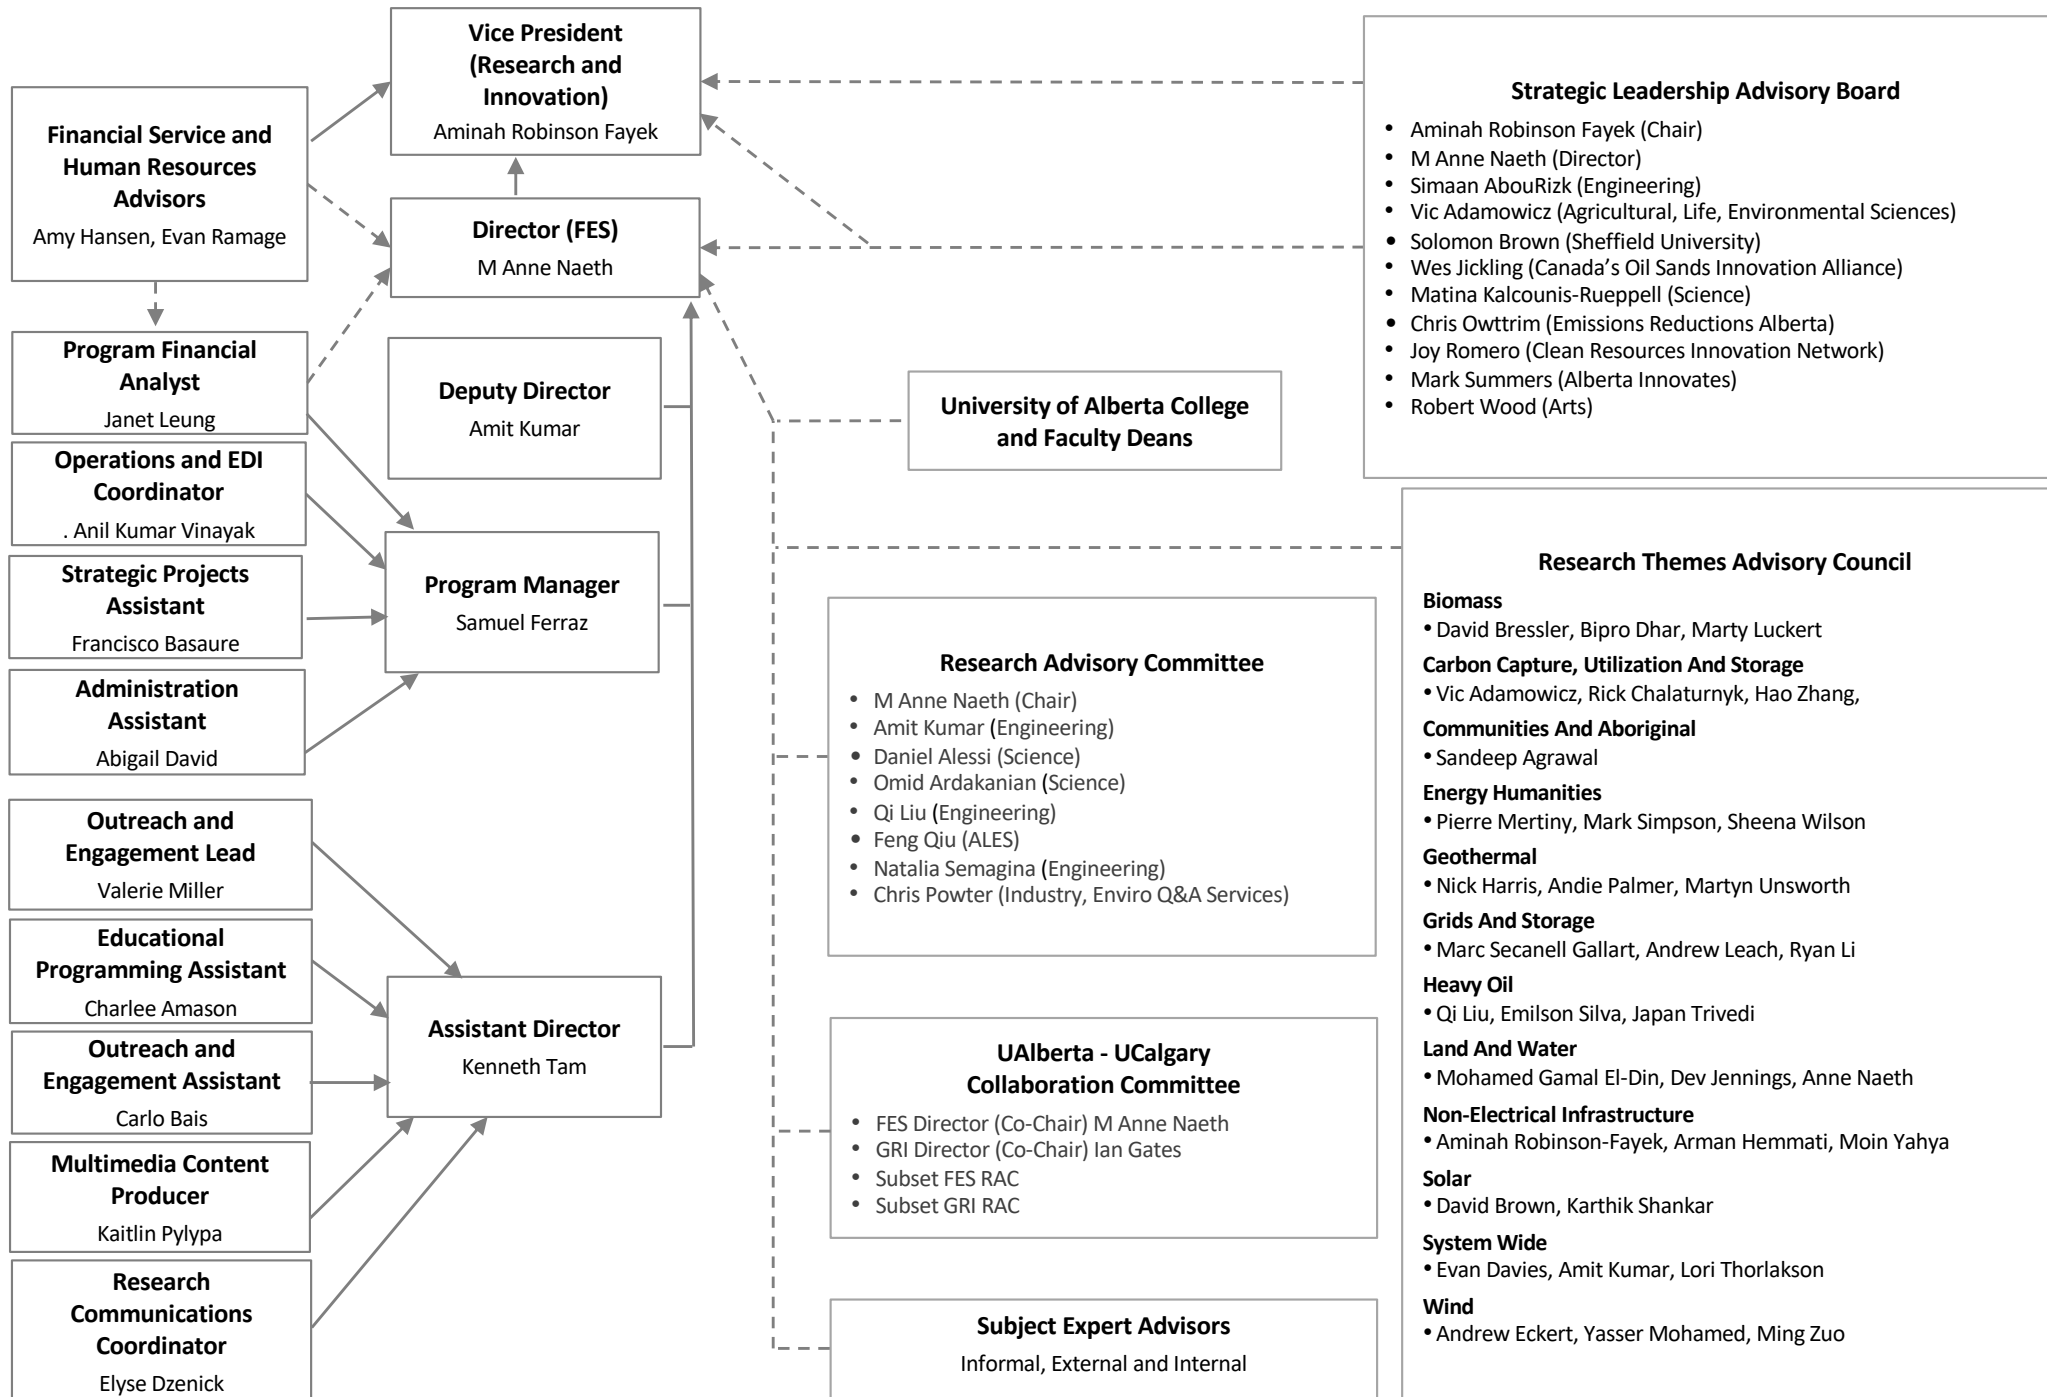 Vice President
(Research and
Innovation)
Aminah Robinson Fayek
Financial Service and
Human Resources
Advisors
Amy Hansen, Evan Ramage
Director (FES)
M Anne Naeth
Program Financial
Analyst
Janet Leung
Deputy Director
Amit Kumar
Operations and EDI
Coordinator
. Anil Kumar Vinayak
Strategic Projects
Assistant
Francisco Basaure
Program Manager
Samuel Ferraz
Administration
Assistant
Abigail David
Outreach and
Engagement Lead
Valerie Miller
Educational
Programming Assistant
Charlee Amason
Outreach and
Engagement Assistant
Carlo Bais
Assistant Director
Kenneth Tam
Multimedia Content
Producer
Kaitlin Pylypa
Research
Communications
Coordinator
Elyse Dzenick
Strategic Leadership Advisory Board
• Aminah Robinson Fayek (Chair)
• M Anne Naeth (Director)
• Simaan AbouRizk (Engineering)
• Vic Adamowicz (Agricultural, Life, Environmental Sciences)
• Solomon Brown (Sheffield University)
• Wes Jickling (Canada’s Oil Sands Innovation Alliance)
• Matina Kalcounis-Rueppell (Science)
• Chris Owttrim (Emissions Reductions Alberta)
• Joy Romero (Clean Resources Innovation Network)
• Mark Summers (Alberta Innovates)
• Robert Wood (Arts)
University of Alberta College
and Faculty Deans
Research Advisory Committee
• M Anne Naeth (Chair)
• Amit Kumar (Engineering)
• Daniel Alessi (Science)
• Omid Ardakanian (Science)
• Qi Liu (Engineering)
• Feng Qiu (ALES)
• Natalia Semagina (Engineering)
• Chris Powter (Industry, Enviro Q&A Services)
UAlberta - UCalgary
Collaboration Committee
• FES Director (Co-Chair) M Anne Naeth
• GRI Director (Co-Chair) Ian Gates
• Subset FES RAC
• Subset GRI RAC
Subject Expert Advisors
Informal, External and Internal
Research Themes Advisory Council
Biomass
• David Bressler, Bipro Dhar, Marty Luckert
Carbon Capture, Utilization And Storage
• Vic Adamowicz, Rick Chalaturnyk, Hao Zhang,
Communities And Aboriginal
• Sandeep Agrawal
Energy Humanities
• Pierre Mertiny, Mark Simpson, Sheena Wilson
Geothermal
• Nick Harris, Andie Palmer, Martyn Unsworth
Grids And Storage
• Marc Secanell Gallart, Andrew Leach, Ryan Li
Heavy Oil
• Qi Liu, Emilson Silva, Japan Trivedi
Land And Water
• Mohamed Gamal El-Din, Dev Jennings, Anne Naeth
Non-Electrical Infrastructure
• Aminah Robinson-Fayek, Arman Hemmati, Moin Yahya
Solar
• David Brown, Karthik Shankar
System Wide
• Evan Davies, Amit Kumar, Lori Thorlakson
Wind
• Andrew Eckert, Yasser Mohamed, Ming Zuo